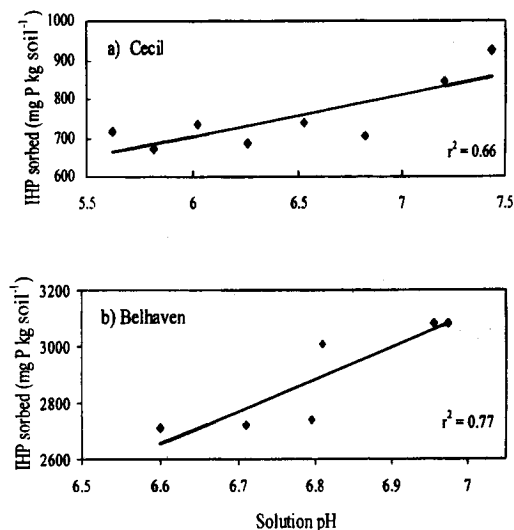 a) Cecil
IHP sorbed (mg P kg soil⁻¹)
1000
900
800
700
600
r² = 0.66
5.5 6 6.5 7 7.5
b) Belhaven
IHP sorbed (mg P kg soil⁻¹)
3200
3000
2800
2600
r² = 0.77
6.5 6.6 6.7 6.8 6.9 7
Solution pH